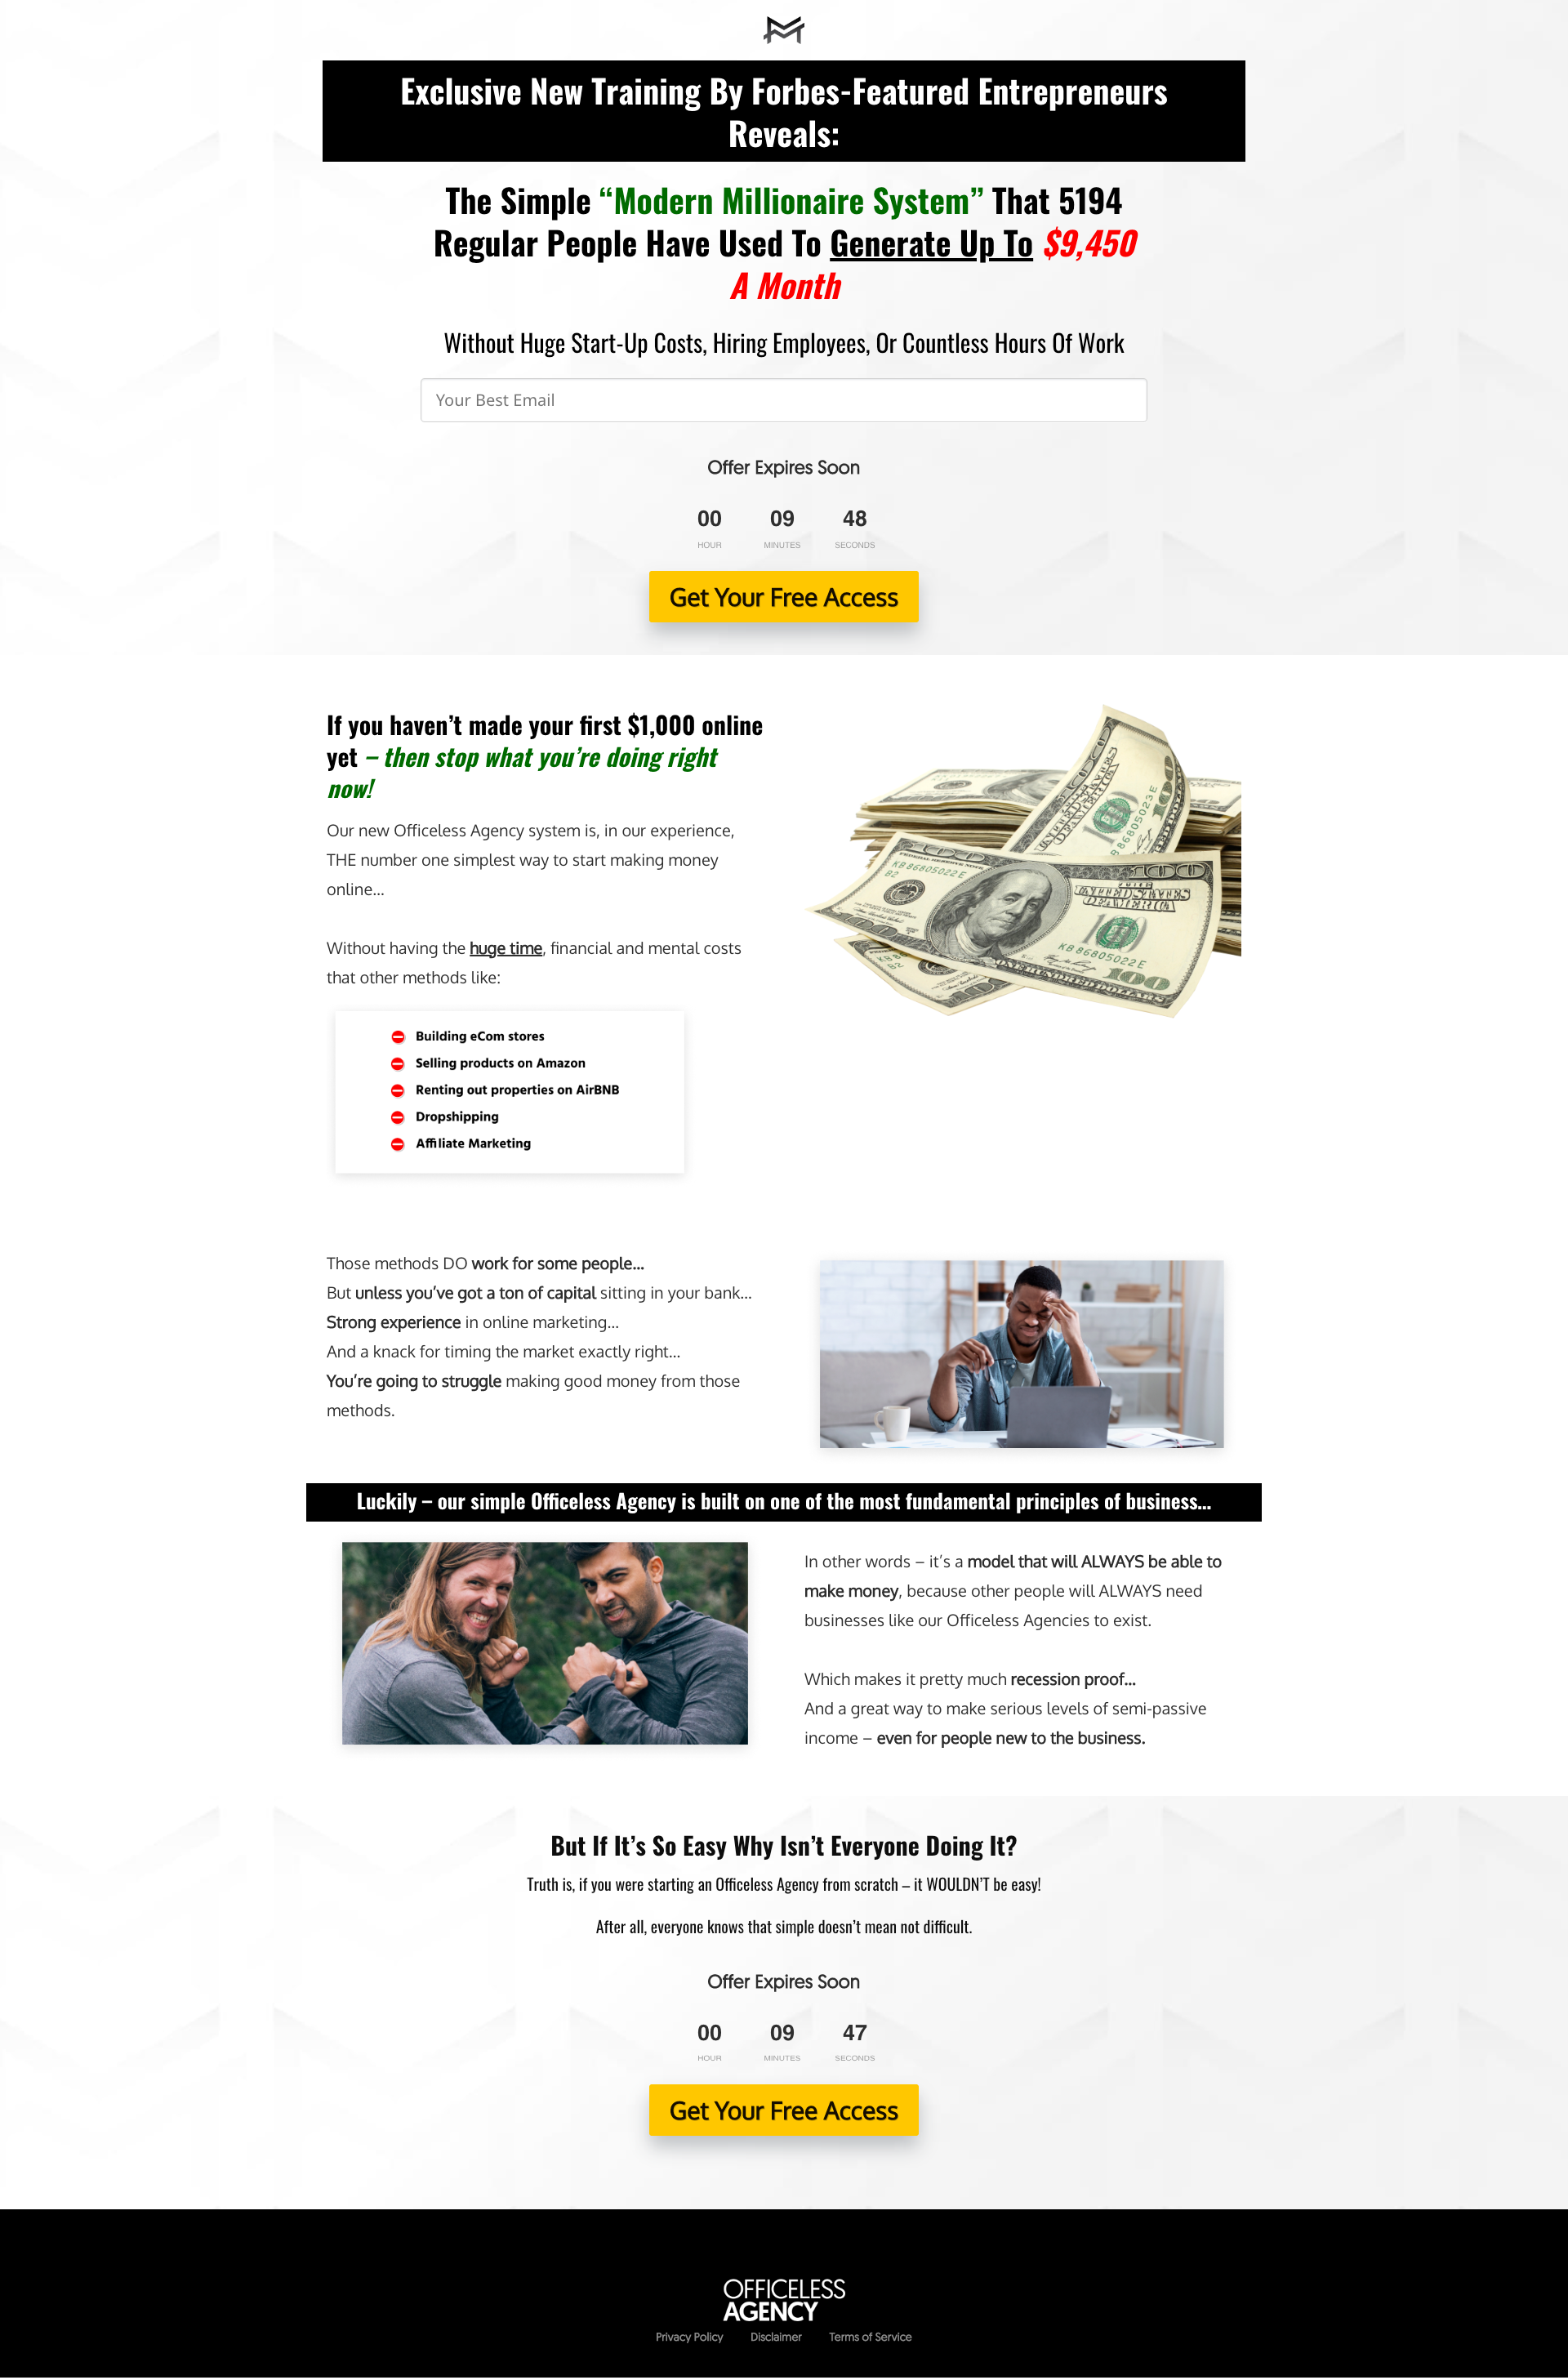 Exclusive New Training By Forbes-Featured Entrepreneurs
Reveals:
The Simple “Modern Millionaire System” That 5194
Regular People Have Used To Generate Up To $9,450
A Month
Without Huge Start-Up Costs, Hiring Employees, Or Countless Hours Of Work
Your Best Email
Offer Expires Soon
00 09 48
HOUR MINUTES SECONDS
Get Your Free Access
If you haven’t made your first $1,000 online
yet – then stop what you’re doing right
now!
Our new Officeless Agency system is, in our experience,
THE number one simplest way to start making money
online…
Without having the huge time, financial and mental costs
that other methods like:
Building eCom stores
Selling products on Amazon
Renting out properties on AirBNB
Dropshipping
Affiliate Marketing
KB 86805022 E
B2
100
KB 86805022 E
100
Those methods DO work for some people…
But unless you’ve got a ton of capital sitting in your bank…
Strong experience in online marketing…
And a knack for timing the market exactly right…
You’re going to struggle making good money from those
methods.
Luckily – our simple Officeless Agency is built on one of the most fundamental principles of business…
In other words – it’s a model that will ALWAYS be able to
make money, because other people will ALWAYS need
businesses like our Officeless Agencies to exist.
Which makes it pretty much recession proof…
And a great way to make serious levels of semi-passive
income – even for people new to the business.
But If It’s So Easy Why Isn’t Everyone Doing It?
Truth is, if you were starting an Officeless Agency from scratch – it WOULDN’T be easy!
After all, everyone knows that simple doesn’t mean not difficult.
Offer Expires Soon
00 09 47
HOUR MINUTES SECONDS
Get Your Free Access
OFFICELESS
AGENCY
Privacy Policy Disclaimer Terms of Service